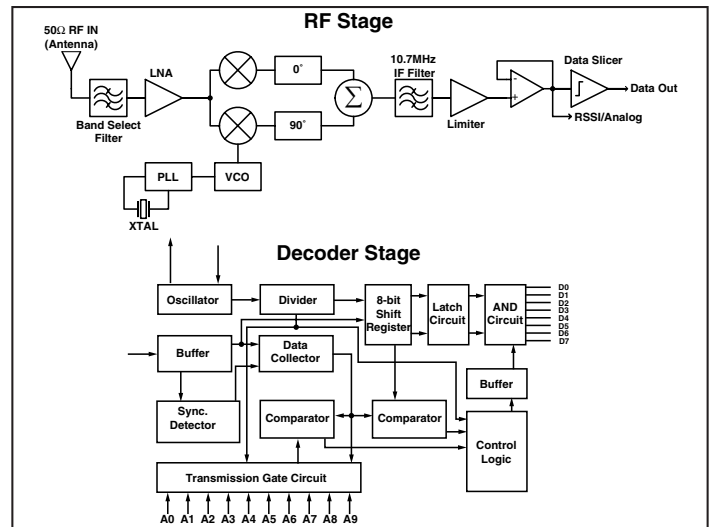 RF Stage
50Ω RF IN
(Antenna)
LNA
0°
90°
Σ
10.7MHz
IF Filter
Data Slicer
-
+
Data Out
RSSI/Analog
Limiter
Band Select
Filter
PLL
VCO
XTAL
Decoder Stage
Oscillator
Divider
8-bit
Shift
Register
Latch
Circuit
AND
Circuit
D0
D1
D2
D3
D4
D5
D6
D7
Buffer
Data
Collector
Buffer
Sync.
Detector
Comparator
Comparator
Control
Logic
Transmission Gate Circuit
A0 A1 A2 A3 A4 A5 A6 A7 A8 A9